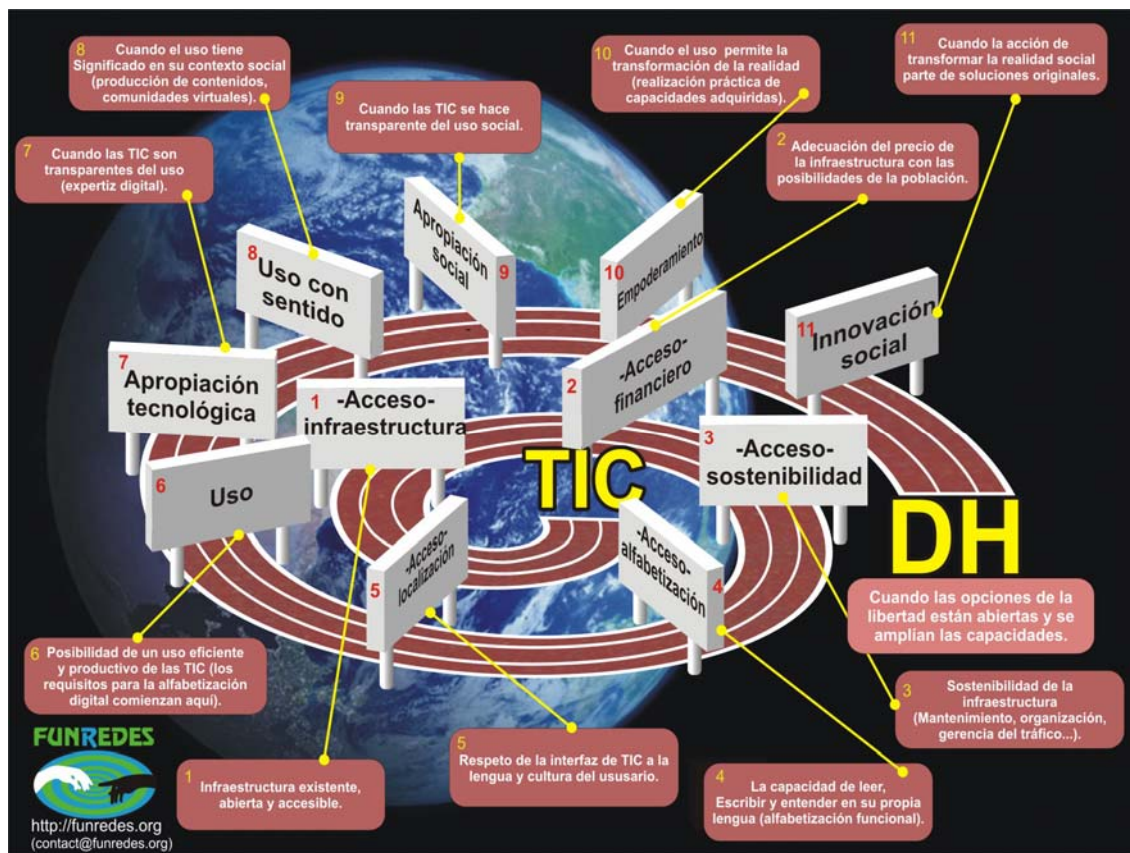 8
Cuando el uso tiene
Significado en su contexto social
(producción de contenidos,
comunidades virtuales).
9
Cuando las TIC se hace
transparente del uso social.
10
Cuando el uso permite la
transformación de la realidad
(realización práctica de
capacidades adquiridas).
11
Cuando la acción de
transformar la realidad social
parte de soluciones originales.
7
Cuando las TIC son
transparentes del uso
(expertiz digital).
2
Adecuación del precio de
la infraestructura con las
posibilidades de la población.
8
Uso con
sentido
Apropiación
social
9
10
Empoderamiento
7
Apropiación
tecnológica
1
-Acceso-
infraestructura
2
-Acceso-
financiero
11
Innovación
social
6
Uso
3
-Acceso-
sostenibilidad
TIC
DH
5
-Acceso-
localización
-Acceso-
alfabetización
4
Cuando las opciones de la
libertad están abiertas y se
amplían las capacidades.
6
Posibilidad de un uso eficiente
y productivo de las TIC (los
requisitos para la alfabetización
digital comienzan aquí).
3
Sostenibilidad de la
infraestructura
(Mantenimiento, organización,
gerencia del tráfico...).
5
Respeto de la interfaz de TIC a la
lengua y cultura del ususario.
1
Infraestructura existente,
abierta y accesible.
4
La capacidad de leer,
Escribir y entender en su propia
lengua (alfabetización funcional).
FUNREDES
http://funredes.org
(contact@funredes.org)